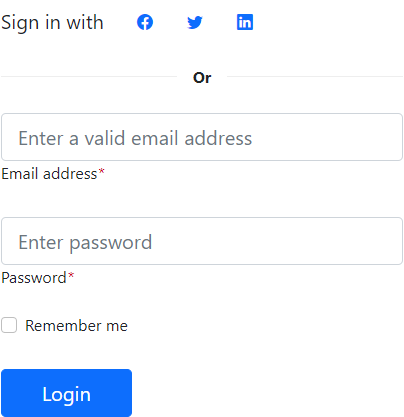 Sign in with
Or
Enter a valid email address
Email address*
Enter password
Password*
Remember me
Login